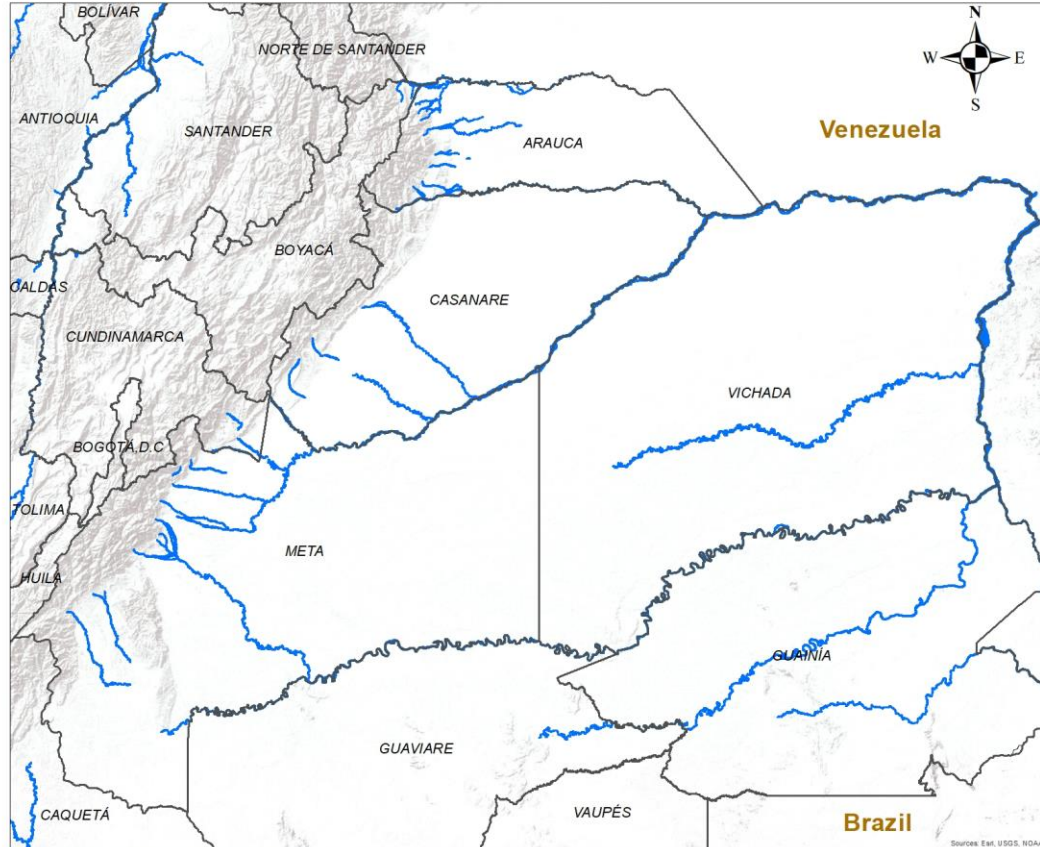 BOLÍVAR
NORTE DE SANTANDER
N
W
E
S
ANTIOQUIA
SANTANDER
ARAUCA
Venezuela
BOYACÁ
CALDAS
CASANARE
CUNDINAMARCA
VICHADA
BOGOTÁ, D.C
TOLIMA
META
HUILA
GUAINÍA
GUAVIARE
CAQUETÁ
VAUPÉS
Brazil
Sources: Esri, USGS, NOAA